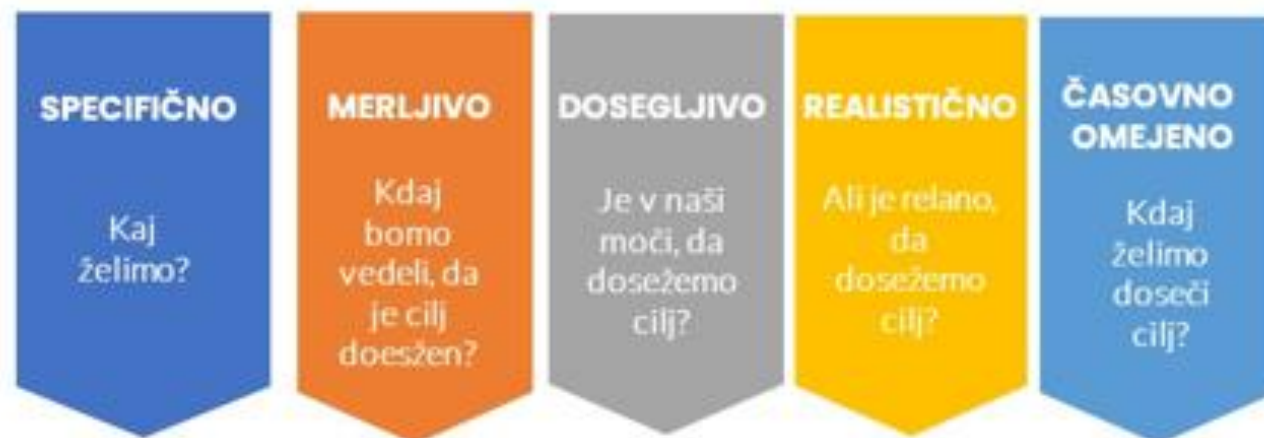 SPECIFIČNO
Kaj
želimo?
MERLJIVO
Kdaj
bomo
vedeli, da
je cilj
doesžen?
DOSEGLJIVO
Je v naši
moči, da
dosežemo
cilj?
REALISTIČNO
Ali je relano,
da
dosežemo
cilj?
ČASOVNO
OMEJENO
Kdaj
želimo
doseči
cilj?